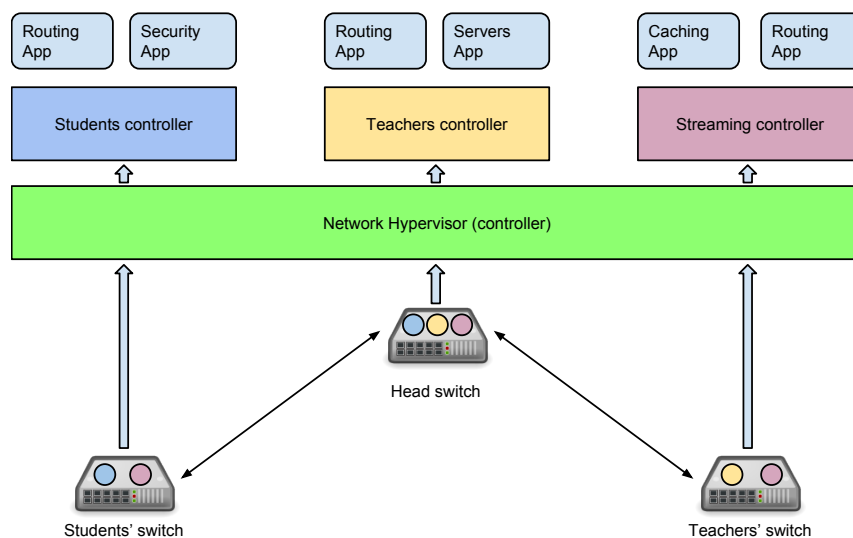 Routing
App
Security
App
Routing
App
Servers
App
Caching
App
Routing
App
Students controller
Teachers controller
Streaming controller
Network Hypervisor (controller)
Head switch
Students’ switch
Teachers’ switch